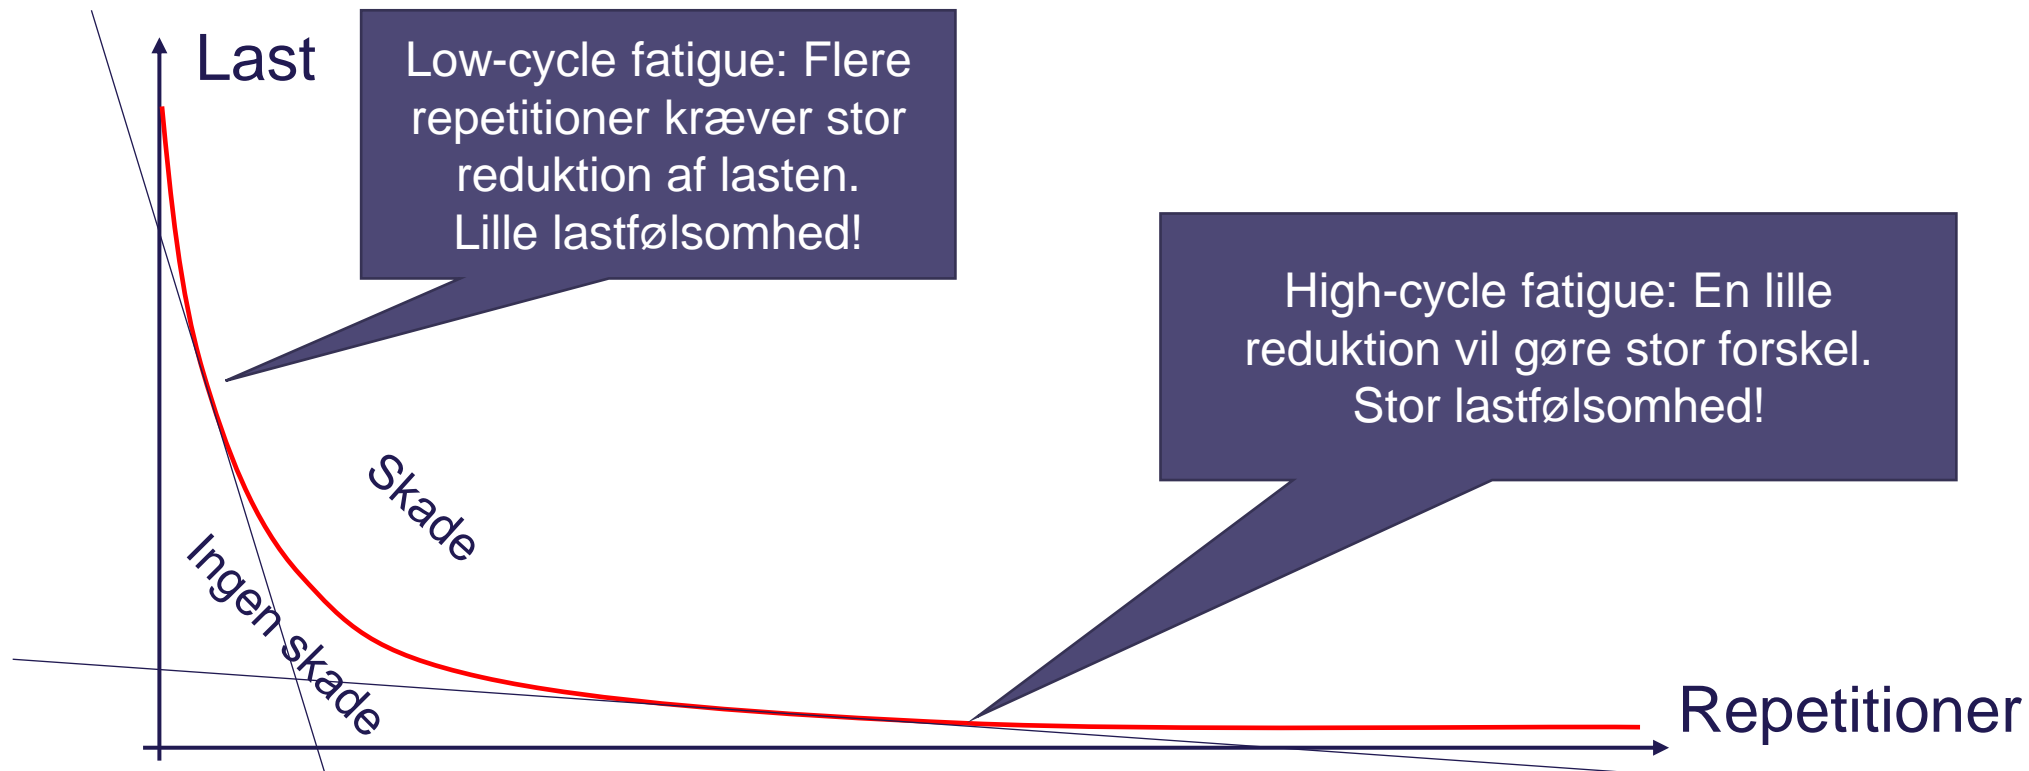 Last
Low-cycle fatigue: Flere
repetitioner kræver stor
reduktion af lasten.
Lille lastfølsomhed!
High-cycle fatigue: En lille
reduktion vil gøre stor forskel.
Stor lastfølsomhed!
Skade
Ingen skade
Repetitioner